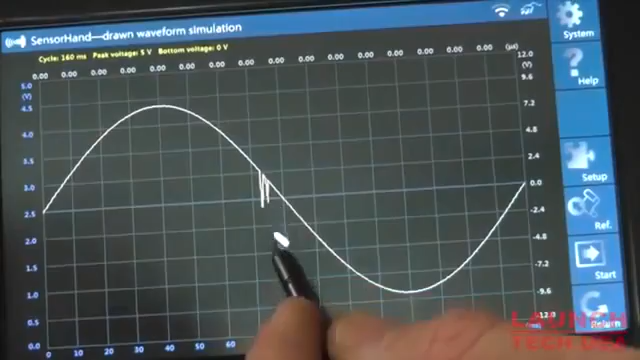 SensorHand—drawn waveform simulation
Cycle: 160 ms Peak voltage: 5 V Bottom voltage: 0 V
0.00 0.00 0.00 0.00 0.00 0.00 0.00 0.00 0.00 0.00 0.00 0.00 0.00 0.00 0.00 0.00 (μs)
5.0 (V)
4.5
4.0
3.5
3.0
2.5
2.0
1.5
1.0
0.5
0.0
0 10 20 30 40 50 60
12.0 (V)
9.6
7.2
4.8
2.4
0.0
-2.4
-4.8
-7.2
-9.6
-12.0
System
Help
Setup
Ref.
Start
Return
LAUNCH
TECH USA